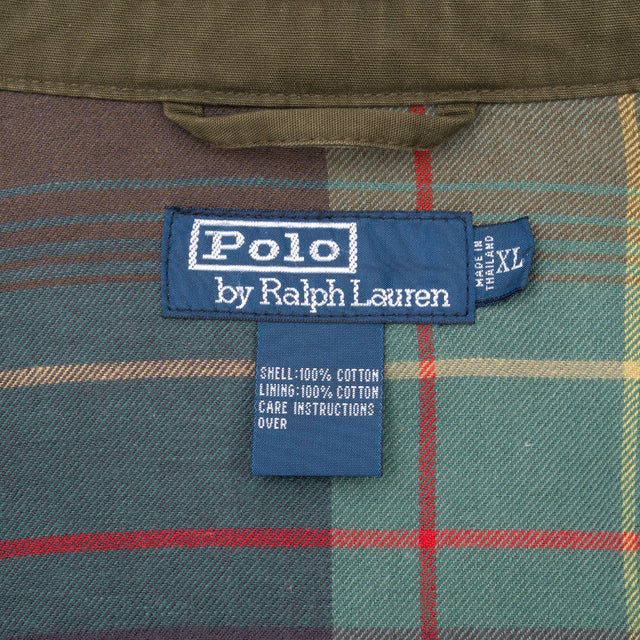 Polo
by Ralph Lauren
MADE IN
THAILAND
XL
SHELL:100% COTTON
LINING:100% COTTON
CARE INSTRUCTIONS
OVER